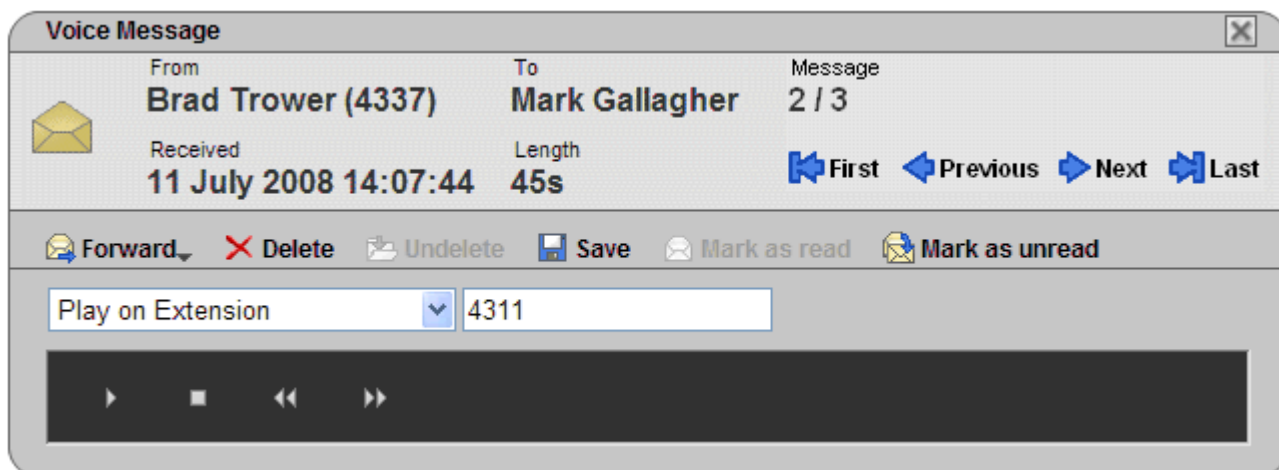 Voice Message
From To Message
Brad Trower (4337) Mark Gallagher 2 / 3
Received Length
11 July 2008 14:07:44 45s
First Previous Next Last
Forward Delete Undelete Save Mark as read Mark as unread
Play on Extension 4311